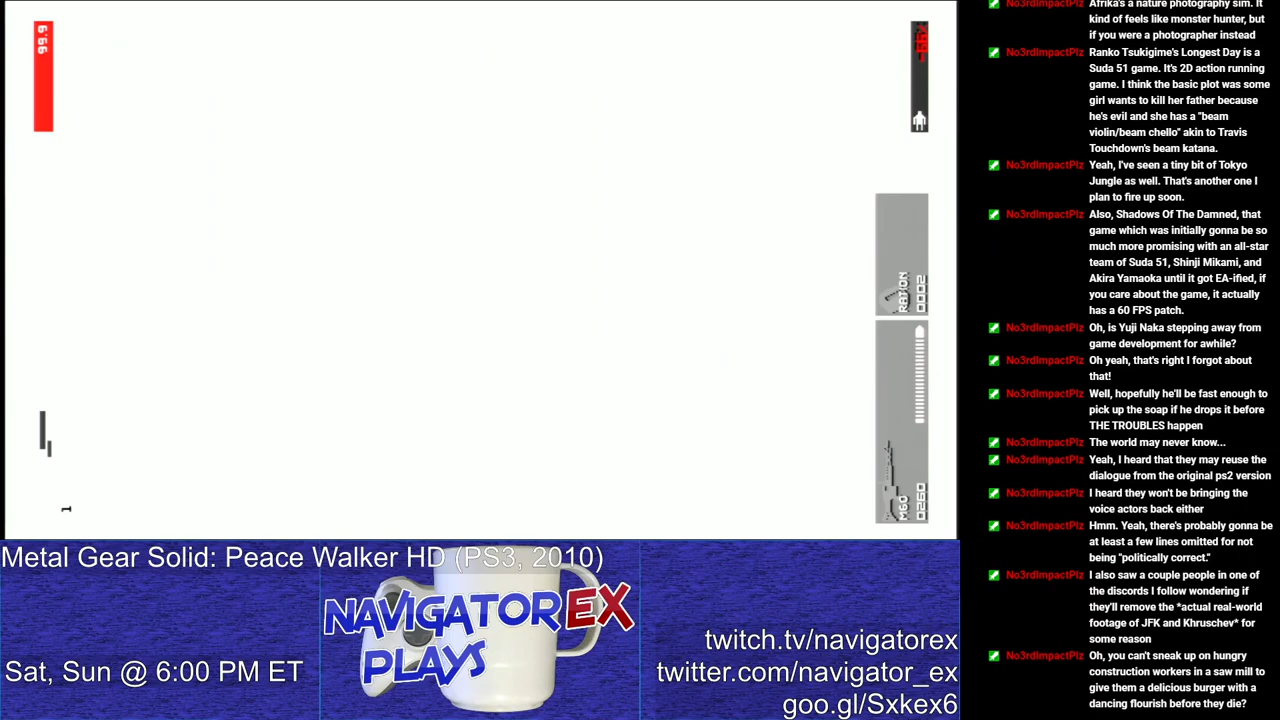 9.99
-55%
RATION
0002
M60
0260
1
Metal Gear Solid: Peace Walker HD (PS3, 2010)
NAVIGATOREX
PLAYS
Sat, Sun @ 6:00 PM ET
twitch.tv/navigatorex
twitter.com/navigator_ex
goo.gl/Sxkex6
Afrika's a nature photography sim. It
kind of feels like monster hunter, but
if you were a photographer instead
No3rdImpactPlz Ranko Tsukigime's Longest Day is a
Suda 51 game. It's 2D action running
game. I think the basic plot was some
girl wants to kill her father because
he's evil and she has a "beam
violin/beam chello" akin to Travis
Touchdown's beam katana.
No3rdImpactPlz Yeah, I've seen a tiny bit of Tokyo
Jungle as well. That's another one I
plan to fire up soon.
No3rdImpactPlz Also, Shadows Of The Damned, that
game which was initially gonna be so
much more promising with an all-star
team of Suda 51, Shinji Mikami, and
Akira Yamaoka until it got EA-ified, if
you care about the game, it actually
has a 60 FPS patch.
No3rdImpactPlz Oh, is Yuji Naka stepping away from
game development for awhile?
No3rdImpactPlz Oh yeah, that's right I forgot about
that!
No3rdImpactPlz Well, hopefully he'll be fast enough to
pick up the soap if he drops it before
THE TROUBLES happen
No3rdImpactPlz The world may never know...
No3rdImpactPlz Yeah, I heard that they may reuse the
dialogue from the original ps2 version
No3rdImpactPlz I heard they won't be bringing the
voice actors back either
No3rdImpactPlz Hmm. Yeah, there's probably gonna be
at least a few lines omitted for not
being "politically correct."
No3rdImpactPlz I also saw a couple people in one of
the discords I follow wondering if
they'll remove the *actual real-world
footage of JFK and Khruschev* for
some reason
No3rdImpactPlz Oh, you can't sneak up on hungry
construction workers in a saw mill to
give them a delicious burger with a
dancing flourish before they die?